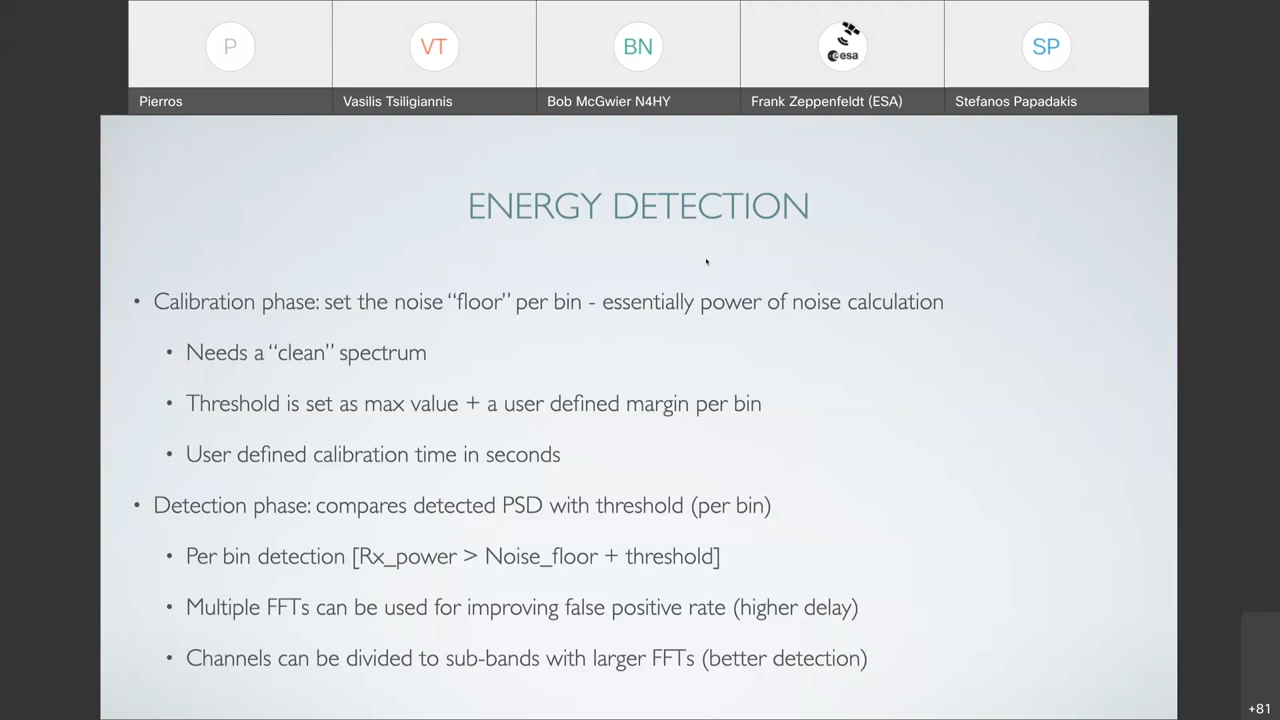 P
VT
BN
esa
SP
Pierros
Vasilis Tsiligiannis
Bob McGwier N4HY
Frank Zeppenfeldt (ESA)
Stefanos Papadakis
ENERGY DETECTION
• Calibration phase: set the noise “floor” per bin - essentially power of noise calculation
• Needs a “clean” spectrum
• Threshold is set as max value + a user defined margin per bin
• User defined calibration time in seconds
• Detection phase: compares detected PSD with threshold (per bin)
• Per bin detection [Rx_power > Noise_floor + threshold]
• Multiple FFTs can be used for improving false positive rate (higher delay)
• Channels can be divided to sub-bands with larger FFTs (better detection)
+81